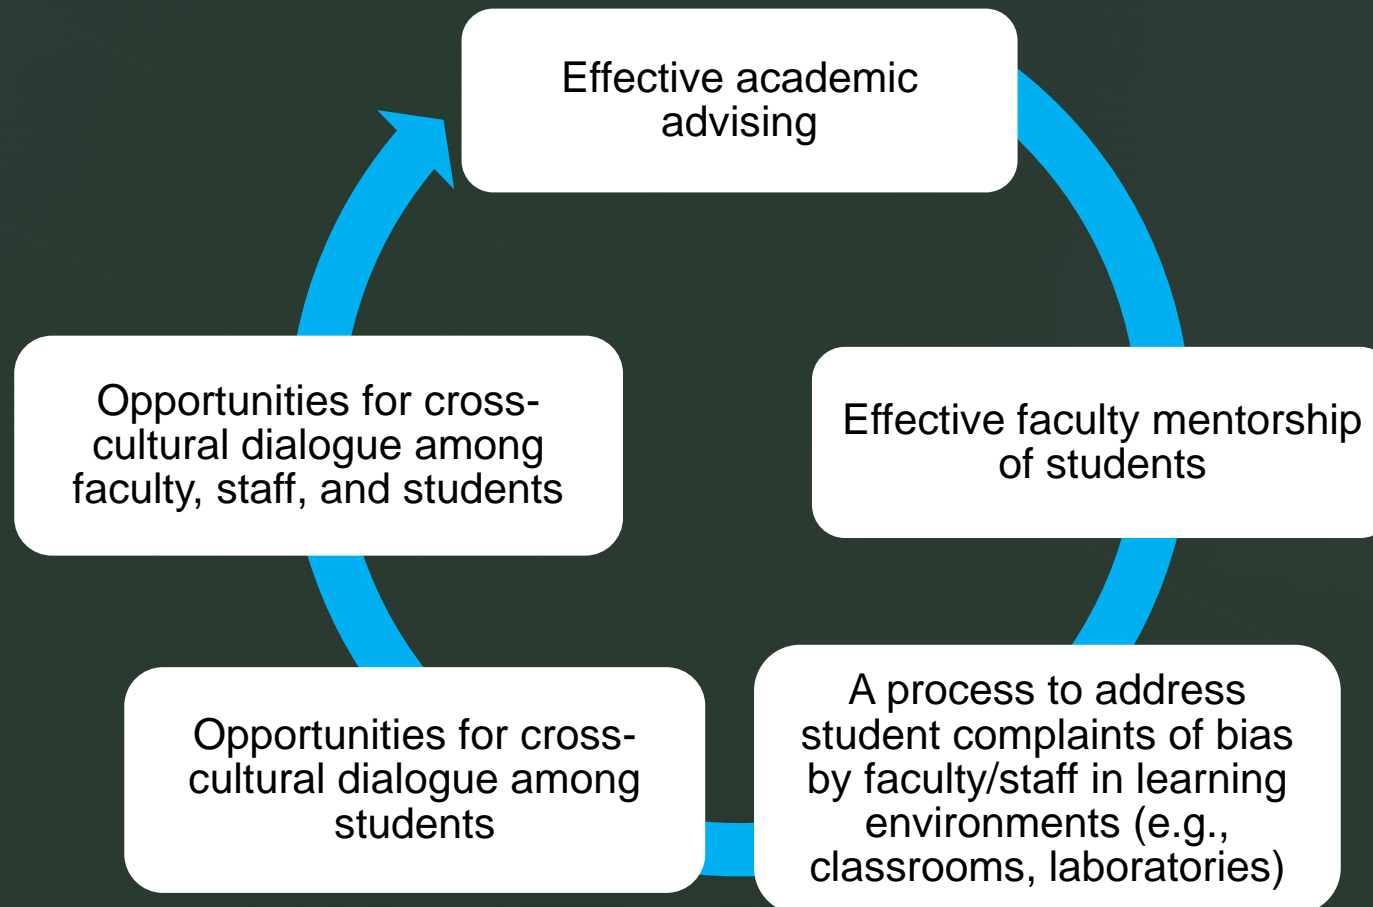 Effective academic
advising
Effective faculty mentorship
of students
A process to address
student complaints of bias
by faculty/staff in learning
environments (e.g.,
classrooms, laboratories)
Opportunities for cross-
cultural dialogue among
students
Opportunities for cross-
cultural dialogue among
faculty, staff, and students